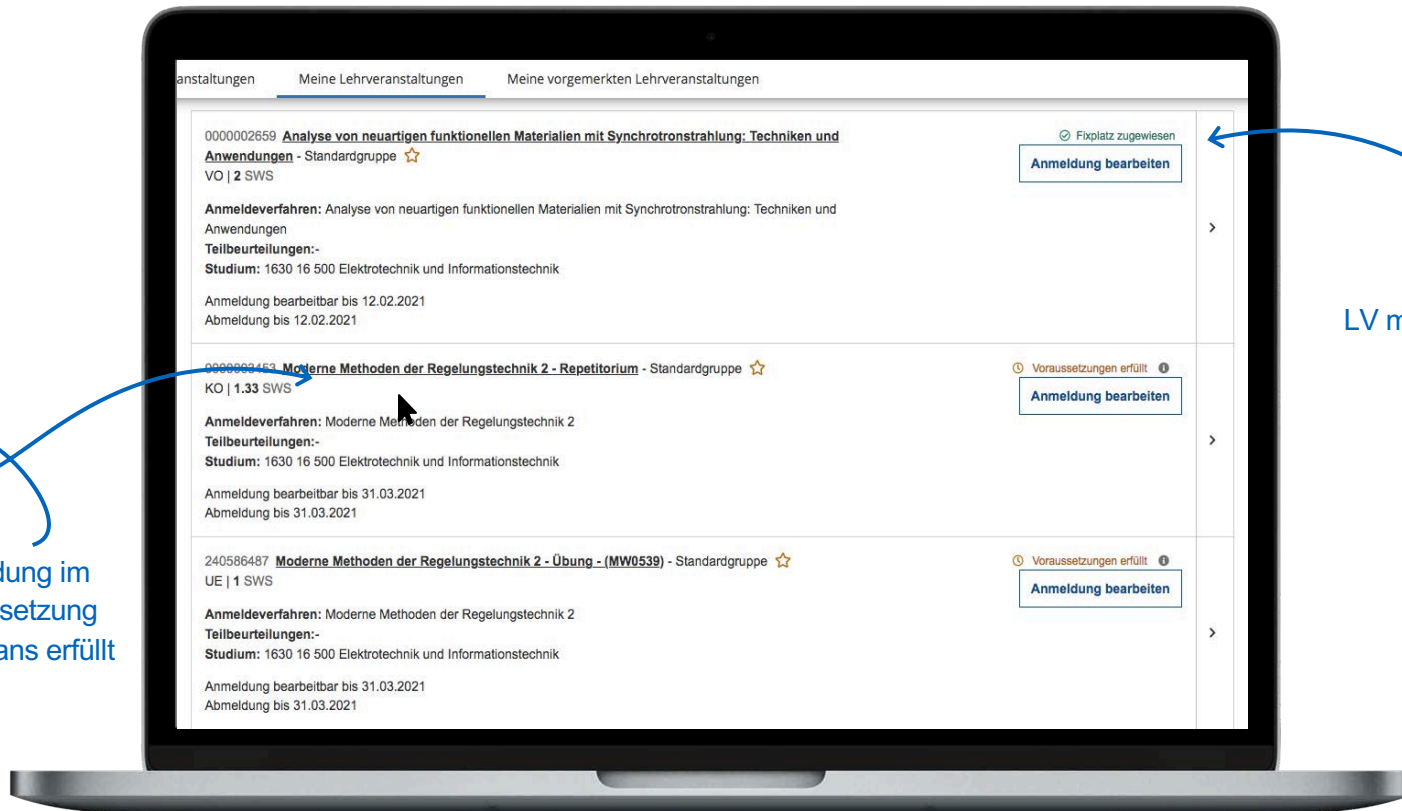 anstaltungen Meine Lehrveranstaltungen Meine vorgemerkten Lehrveranstaltungen
0000002659 Analyse von neuartigen funktionellen Materialien mit Synchrotronstrahlung: Techniken und
Anwendungen - Standardgruppe
VO | 2 SWS
Fixplatz zugewiesen
Anmeldung bearbeiten
Anmeldeverfahren: Analyse von neuartigen funktionellen Materialien mit Synchrotronstrahlung: Techniken und
Anwendungen
Teilbeurteilungen:-
Studium: 1630 16 500 Elektrotechnik und Informationstechnik
Anmeldung bearbeitbar bis 12.02.2021
Abmeldung bis 12.02.2021
LV m
0000003453 Moderne Methoden der Regelungstechnik 2 - Repetitorium - Standardgruppe
KO | 1.33 SWS
Voraussetzungen erfüllt
Anmeldung bearbeiten
Anmeldeverfahren: Moderne Methoden der Regelungstechnik 2
Teilbeurteilungen:-
Studium: 1630 16 500 Elektrotechnik und Informationstechnik
Anmeldung bearbeitbar bis 31.03.2021
Abmeldung bis 31.03.2021
dung im
setzung
ans erfüllt
240586487 Moderne Methoden der Regelungstechnik 2 - Übung - (MW0539) - Standardgruppe
UE | 1 SWS
Voraussetzungen erfüllt
Anmeldung bearbeiten
Anmeldeverfahren: Moderne Methoden der Regelungstechnik 2
Teilbeurteilungen:-
Studium: 1630 16 500 Elektrotechnik und Informationstechnik
Anmeldung bearbeitbar bis 31.03.2021
Abmeldung bis 31.03.2021